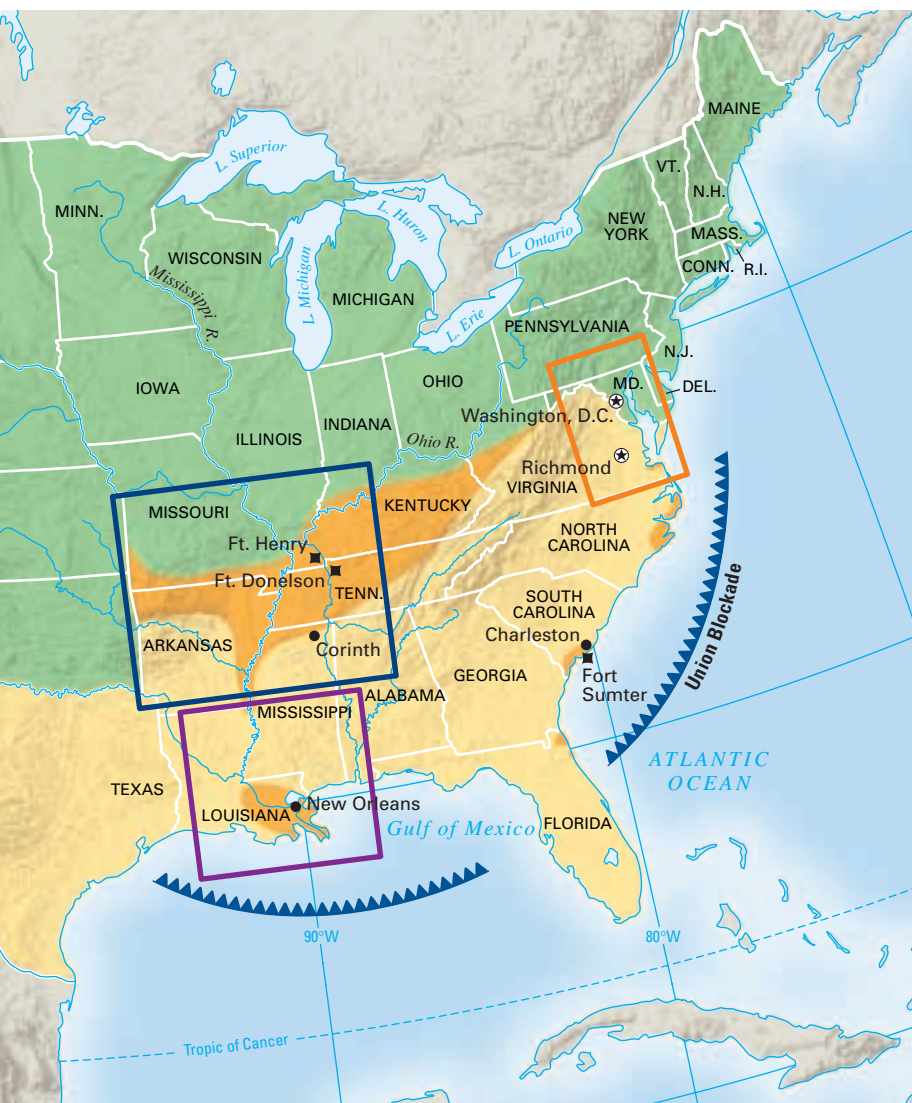 MAINE
L. Superior
VT.
N.H.
MINN.
L. Huron
NEW
YORK
MASS.
L. Ontario
WISCONSIN
CONN.
R.I.
Mississippi R.
L. Michigan
MICHIGAN
L. Erie
PENNSYLVANIA
N.J.
IOWA
OHIO
MD.
DEL.
Washington, D.C.
INDIANA
ILLINOIS
Ohio R.
Richmond
VIRGINIA
MISSOURI
KENTUCKY
NORTH
CAROLINA
Ft. Henry
Ft. Donelson
TENN.
SOUTH
CAROLINA
Union Blockade
Charleston
ARKANSAS
Corinth
GEORGIA
Fort
Sumter
ALABAMA
MISSISSIPPI
ATLANTIC
OCEAN
TEXAS
New Orleans
LOUISIANA
Gulf of Mexico
FLORIDA
90°W
80°W
Tropic of Cancer